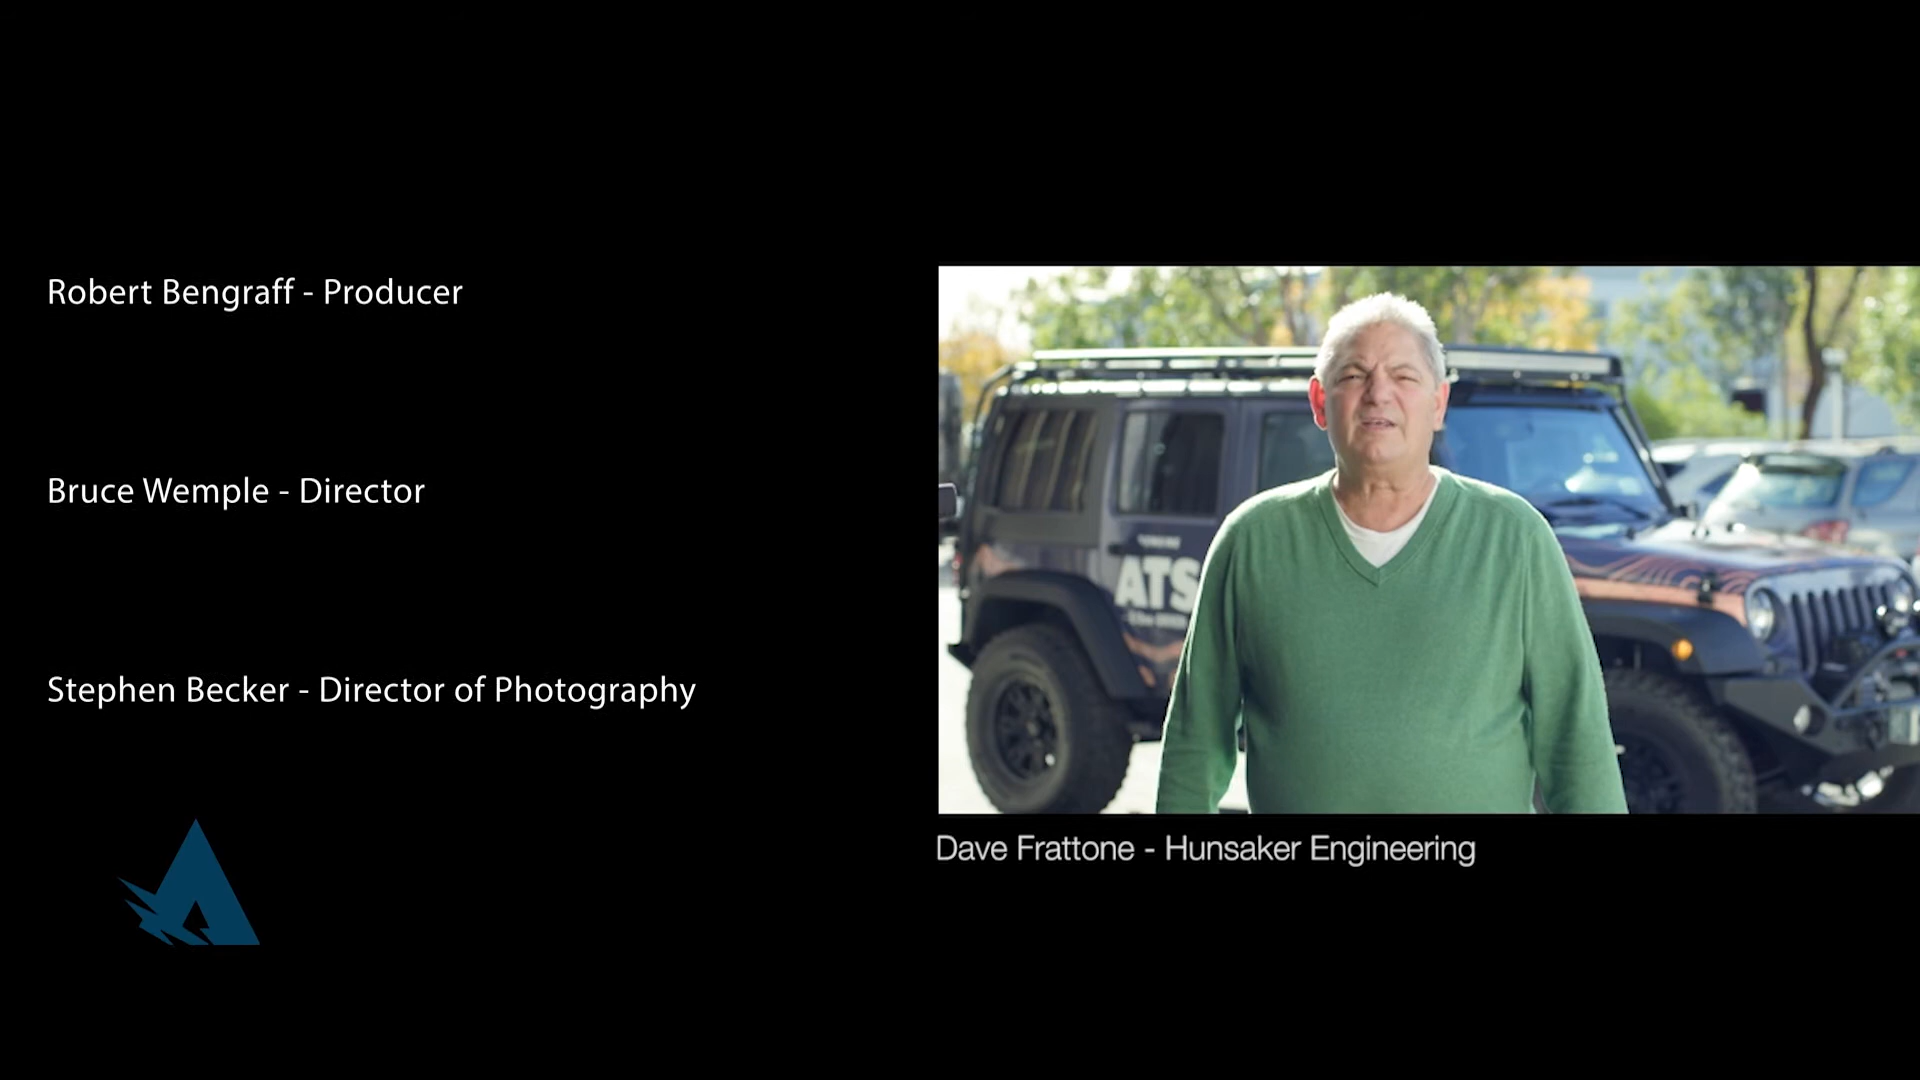 Robert Bengraff - Producer
Bruce Wemple - Director
Stephen Becker - Director of Photography
ATS
Dave Frattone - Hunsaker Engineering